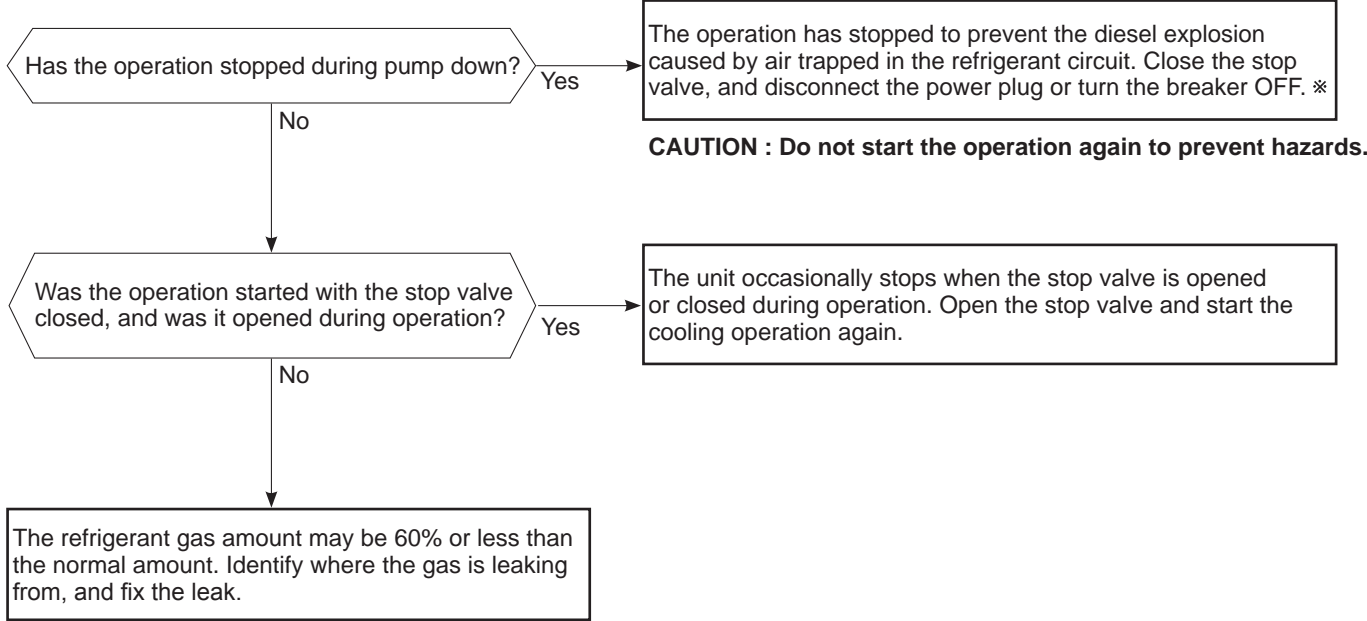 Has the operation stopped during pump down?
Yes
The operation has stopped to prevent the diesel explosion
caused by air trapped in the refrigerant circuit. Close the stop
valve, and disconnect the power plug or turn the breaker OFF. ※
CAUTION : Do not start the operation again to prevent hazards.
No
Was the operation started with the stop valve
closed, and was it opened during operation?
Yes
The unit occasionally stops when the stop valve is opened
or closed during operation. Open the stop valve and start the
cooling operation again.
No
The refrigerant gas amount may be 60% or less than
the normal amount. Identify where the gas is leaking
from, and fix the leak.